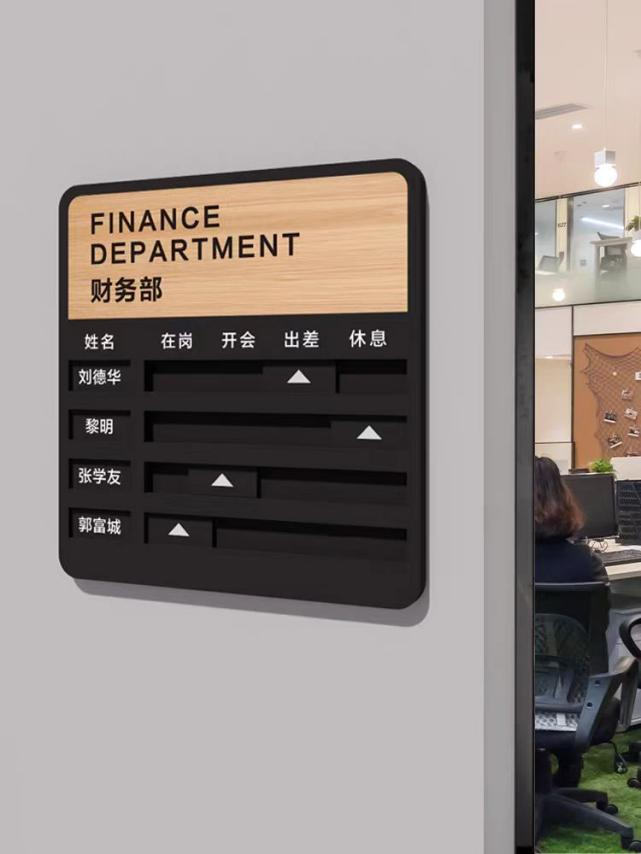 FINANCE
DEPARTMENT
财务部
姓名 在岗 开会 出差 休息
刘德华
黎明
张学友
郭富城